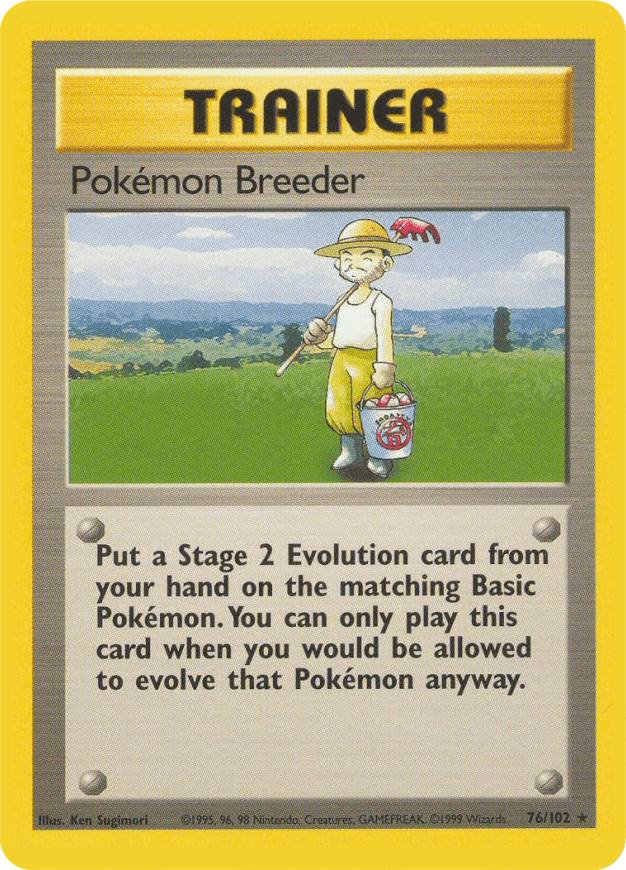 TRAINER
Pokémon Breeder
Put a Stage 2 Evolution card from
your hand on the matching Basic
Pokémon. You can only play this
card when you would be allowed
to evolve that Pokémon anyway.
Illus. Ken Sugimori ©1995, 96, 98 Nintendo, Creatures, GAMEFREAK. ©1999 Wizards. 76/102 ★